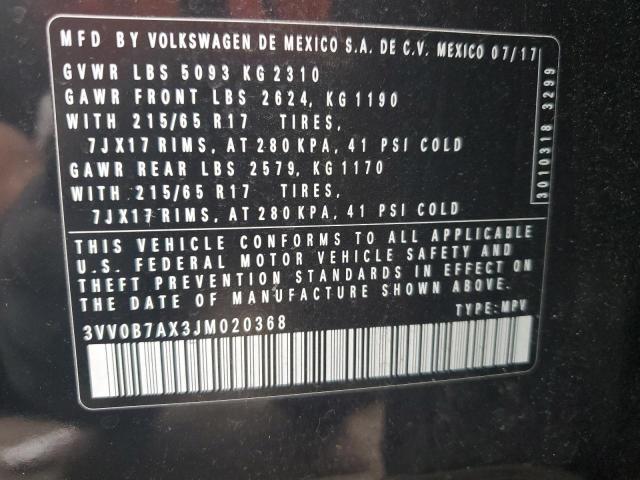 MFD BY VOLKSWAGEN DE MEXICO S.A. DE C.V. MEXICO 07/17
GVWR LBS 5093 KG 2310
GAWR FRONT LBS 2624, KG 1190
WITH 215/65 R17 TIRES,
7JX17 RIMS, AT 280 KPA, 41 PSI COLD
GAWR REAR LBS 2579, KG 1170
WITH 215/65 R17 TIRES,
7JX17 RIMS, AT 280 KPA, 41 PSI COLD
3010318 3299
THIS VEHICLE CONFORMS TO ALL APPLICABLE
U.S. FEDERAL MOTOR VEHICLE SAFETY AND
THEFT PREVENTION STANDARDS IN EFFECT ON
THE DATE OF MANUFACTURE SHOWN ABOVE.
3VV0B7AX3JM020368 TYPE: MPV